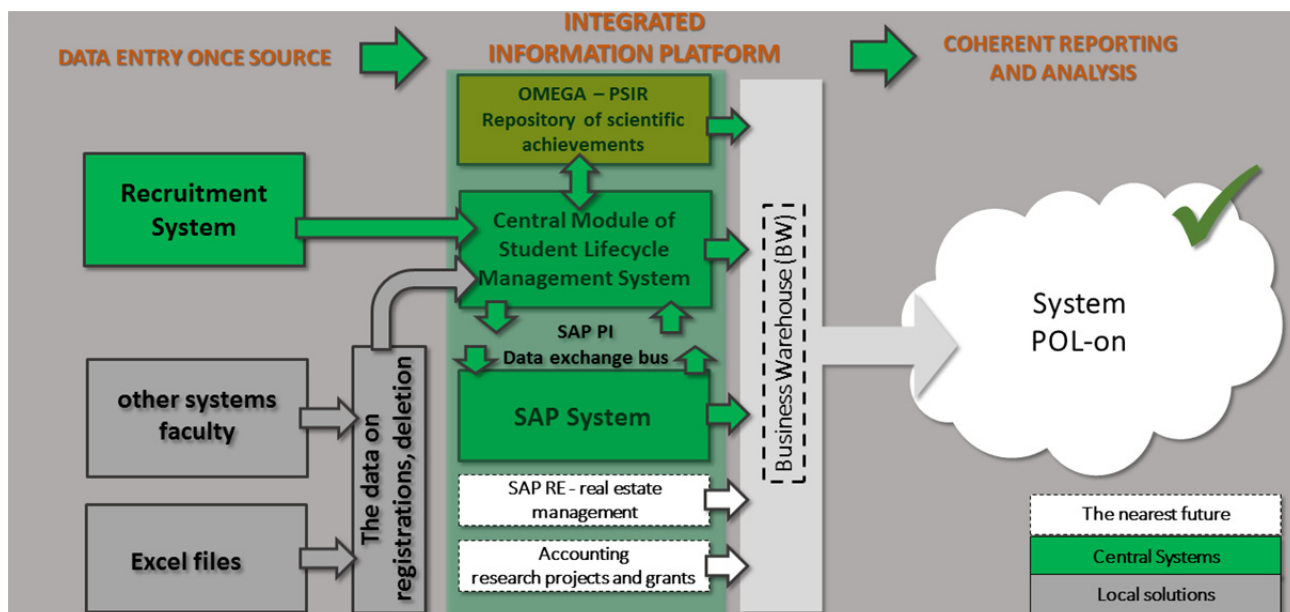 DATA ENTRY ONCE SOURCE
INTEGRATED
INFORMATION PLATFORM
COHERENT REPORTING
AND ANALYSIS
OMEGA – PSIR
Repository of scientific
achievements
Recruitment
System
Central Module of
Student Lifecycle
Management System
SAP PI
Data exchange bus
other systems
faculty
SAP System
Excel files
The data on
registrations, deletion
SAP RE - real estate
management
Accounting
research projects and grants
Business Warehouse (BW)
System
POL-on
The nearest future
Central Systems
Local solutions